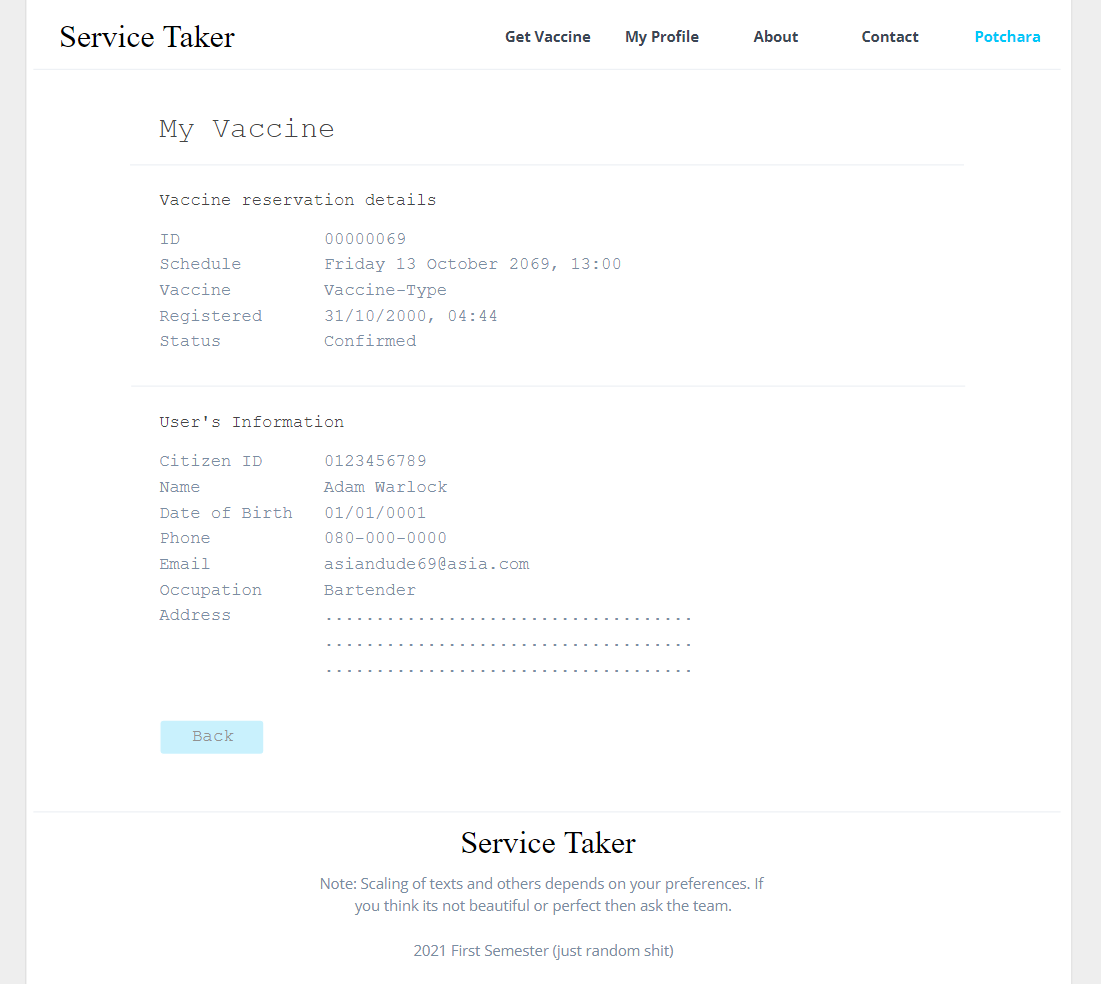 Service Taker Get Vaccine My Profile About Contact Potchara
My Vaccine
Vaccine reservation details
ID 00000069
Schedule Friday 13 October 2069, 13:00
Vaccine Vaccine-Type
Registered 31/10/2000, 04:44
Status Confirmed
User's Information
Citizen ID 0123456789
Name Adam Warlock
Date of Birth 01/01/0001
Phone 080-000-0000
Email asiandude69@asia.com
Occupation Bartender
Address ....................................
....................................
....................................
Back
Service Taker
Note: Scaling of texts and others depends on your preferences. If
you think its not beautiful or perfect then ask the team.
2021 First Semester (just random shit)